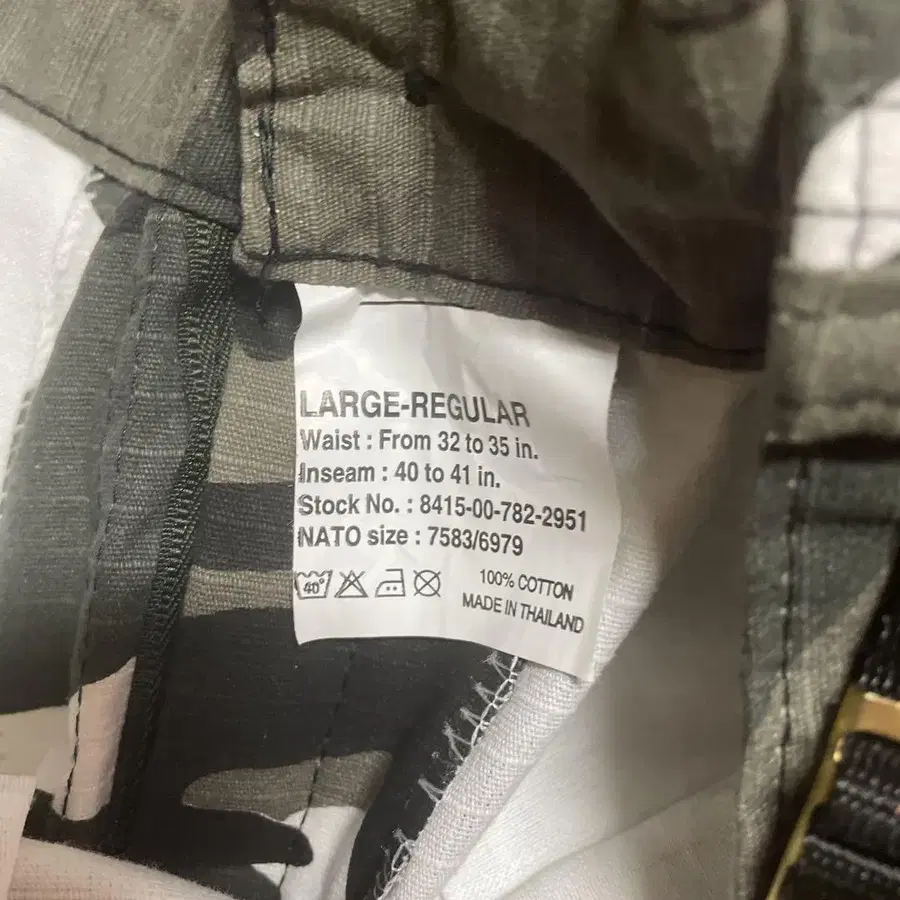 LARGE-REGULAR
Waist : From 32 to 35 in.
Inseam : 40 to 41 in.
Stock No. : 8415-00-782-2951
NATO size : 7583/6979
40°
100% COTTON
MADE IN THAILAND